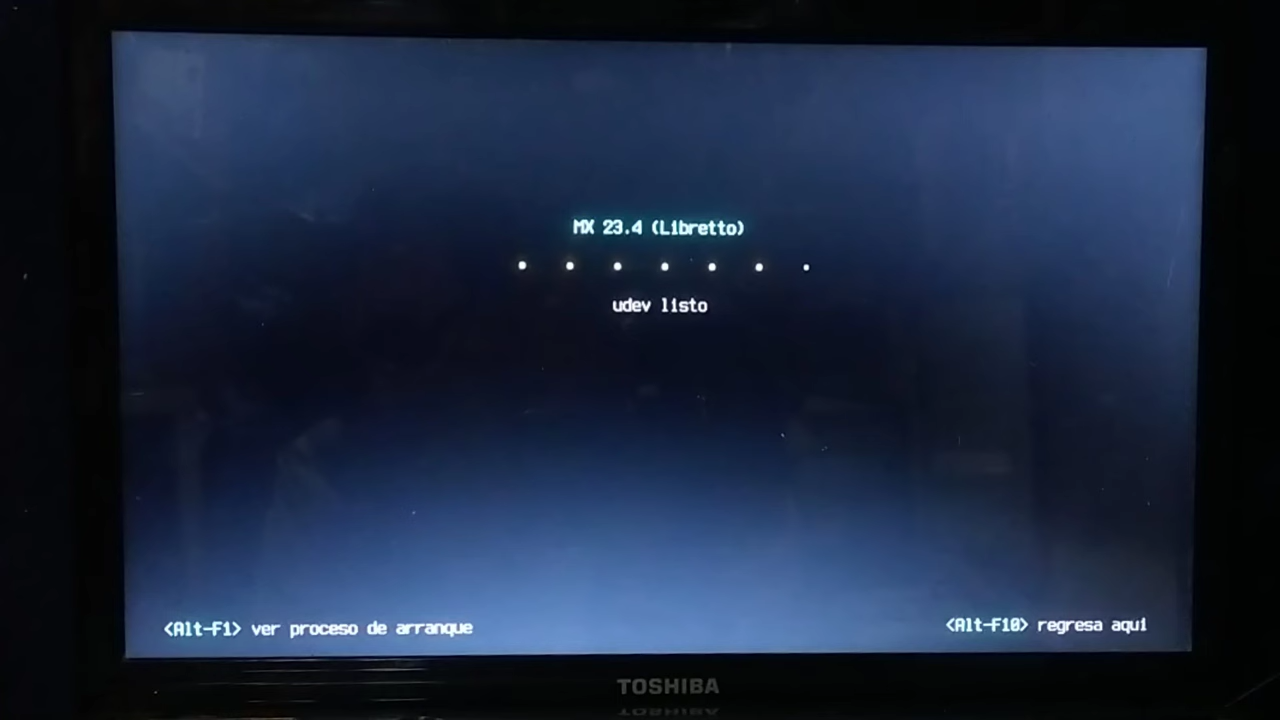 MX 23.4 (Libretto)
udev listo
<Alt-F1> ver proceso de arranque
<Alt-F10> regresa aqui
TOSHIBA